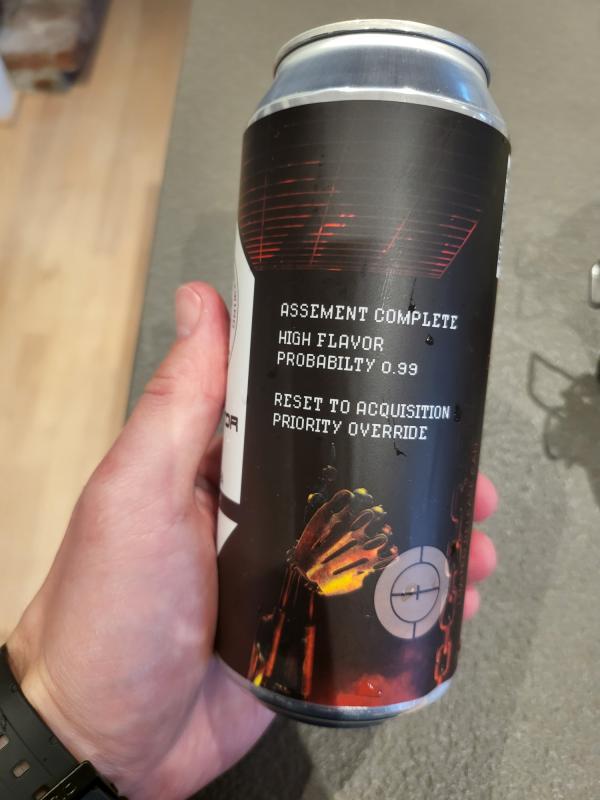 ASSEMENT COMPLETE
HIGH FLAVOR
PROBABILTY 0.99
RESET TO ACQUISITION
PRIORITY OVERRIDE